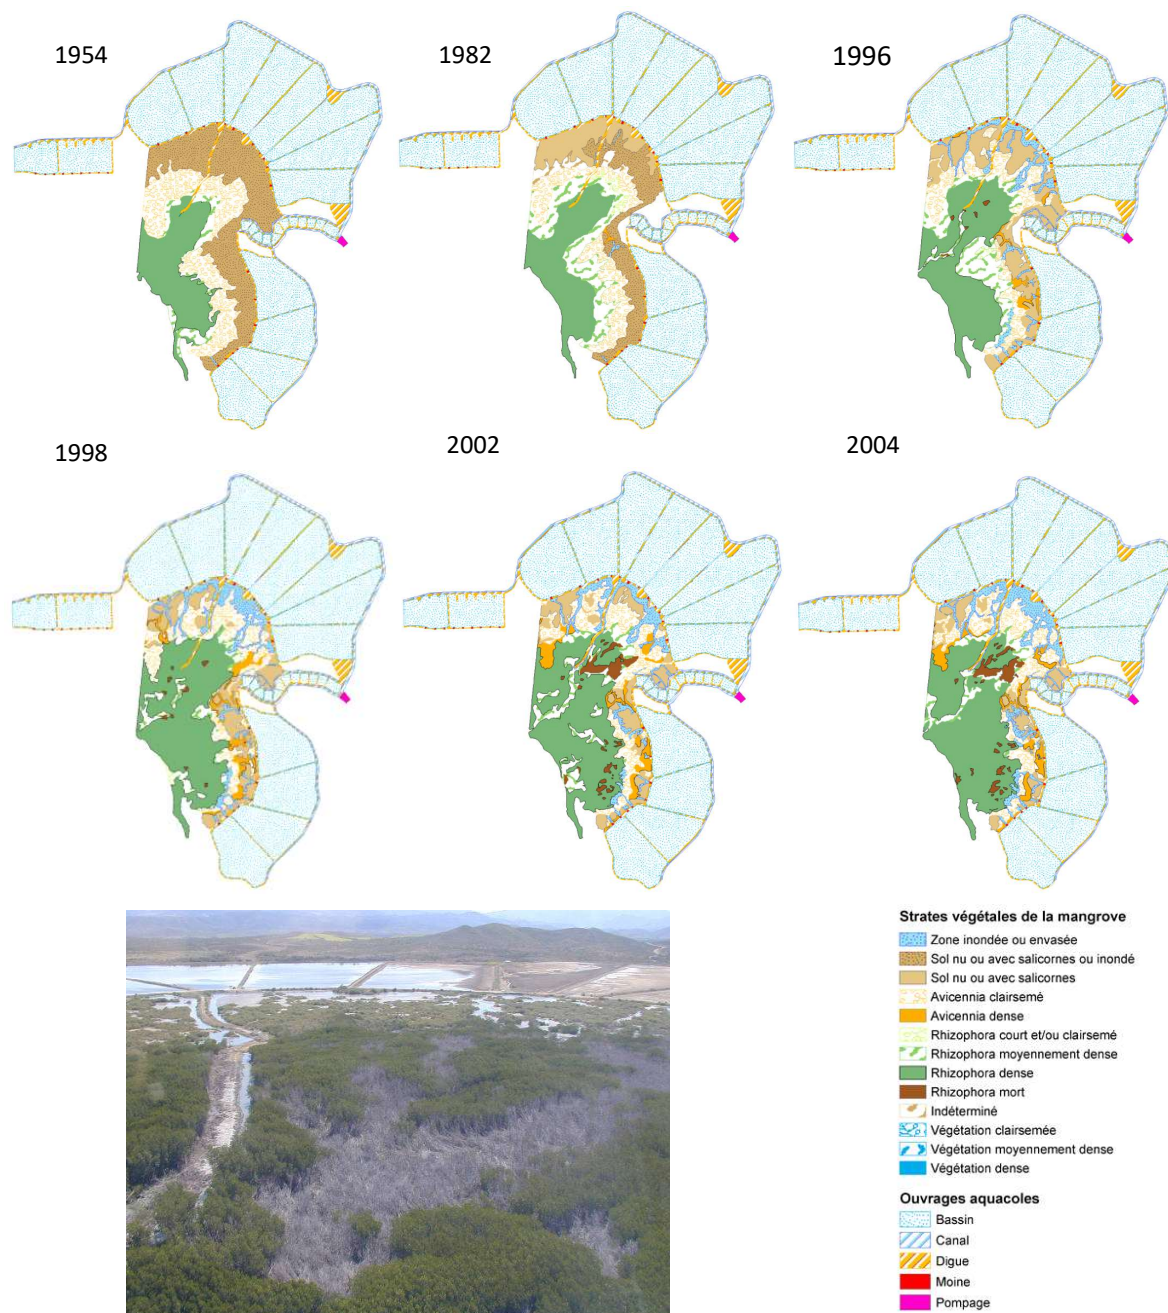 1954
1982
1996
1998
2002
2004
Strates végétales de la mangrove
Zone inondée ou envasée
Sol nu ou avec salicornes ou inondé
Sol nu ou avec salicornes
Avicennia clairsemé
Avicennia dense
Rhizophora court et/ou clairsemé
Rhizophora moyennement dense
Rhizophora dense
Rhizophora mort
Indéterminé
Végétation clairsemée
Végétation moyennement dense
Végétation dense
Ouvrages aquacoles
Bassin
Canal
Digue
Moine
Pompage